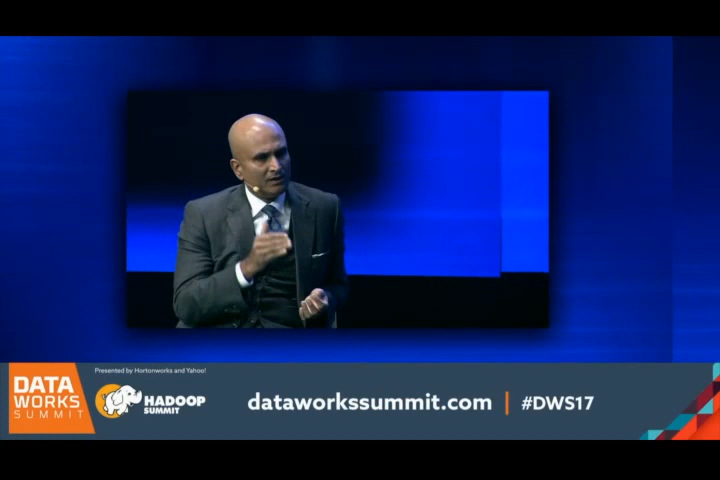 DATA
WORKS
SUMMIT
Presented by Hortonworks and Yahoo!
HADOOP
SUMMIT
dataworkssummit.com
#DWS17